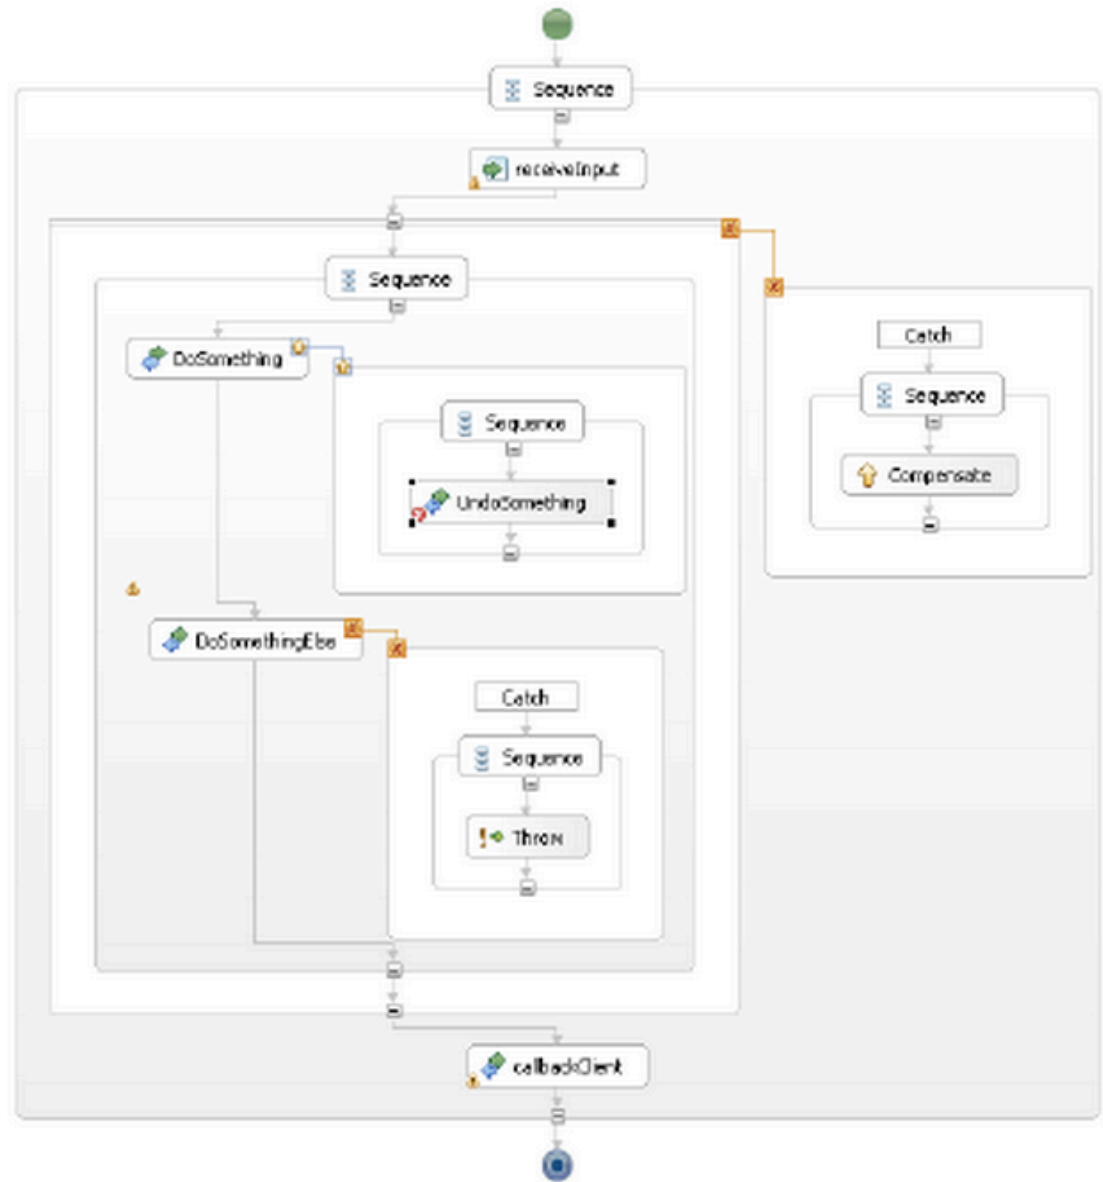 Sequence
receiveInput
Sequence
Catch
DoSomething
Sequence
Sequence
Compensate
UndoSomething
DoSomethingElse
Catch
Sequence
Throw
callbackClient